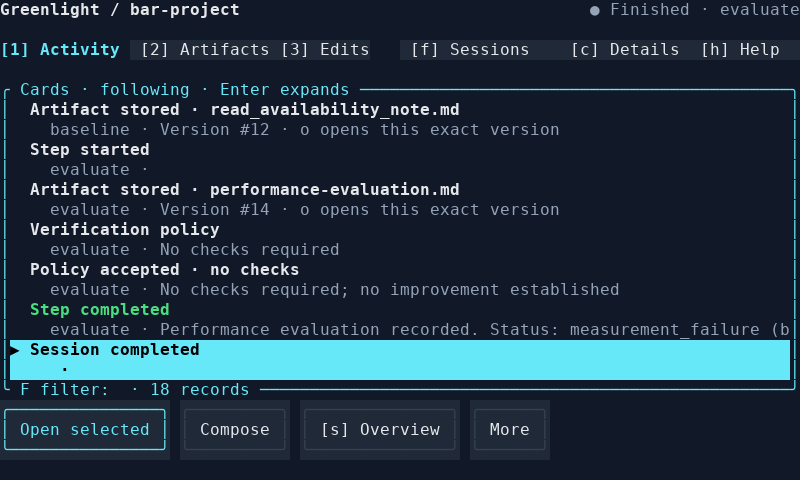 Greenlight / bar-project ● Finished · evaluate
[1] Activity [2] Artifacts [3] Edits [f] Sessions [c] Details [h] Help
Cards · following · Enter expands
Artifact stored · read_availability_note.md
baseline · Version #12 · o opens this exact version
Step started
evaluate ·
Artifact stored · performance-evaluation.md
evaluate · Version #14 · o opens this exact version
Verification policy
evaluate · No checks required
Policy accepted · no checks
evaluate · No checks required; no improvement established
Step completed
evaluate · Performance evaluation recorded. Status: measurement_failure (b
▶ Session completed
·
F filter: · 18 records
Open selected Compose [s] Overview More